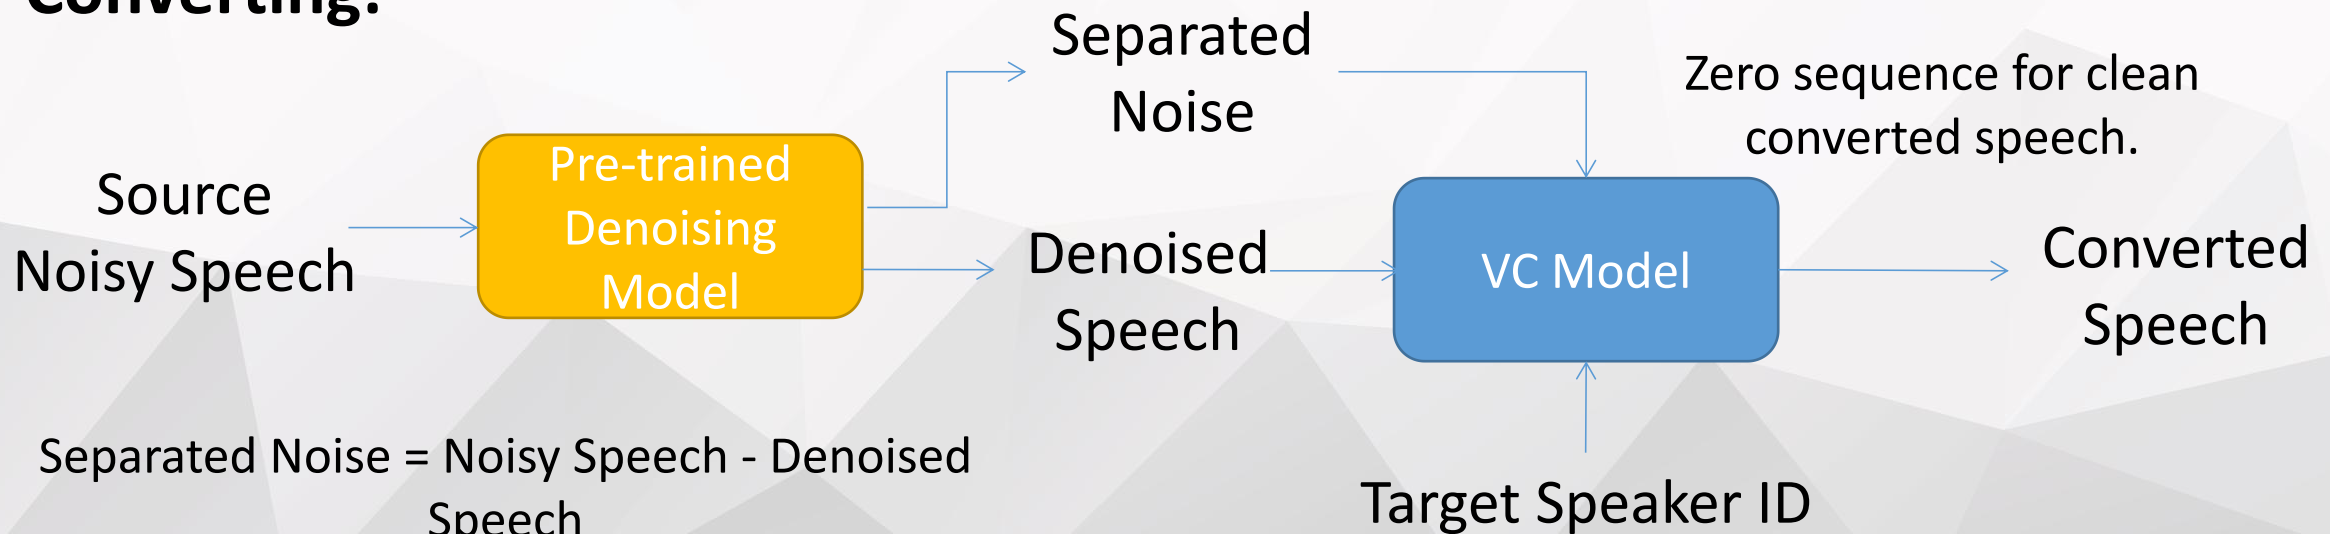 Converting:
Separated
Noise
Zero sequence for clean
converted speech.
Source
Noisy Speech
Pre-trained
Denoising
Model
Denoised
Speech
VC Model
Converted
Speech
Separated Noise = Noisy Speech - Denoised
Speech
Target Speaker ID